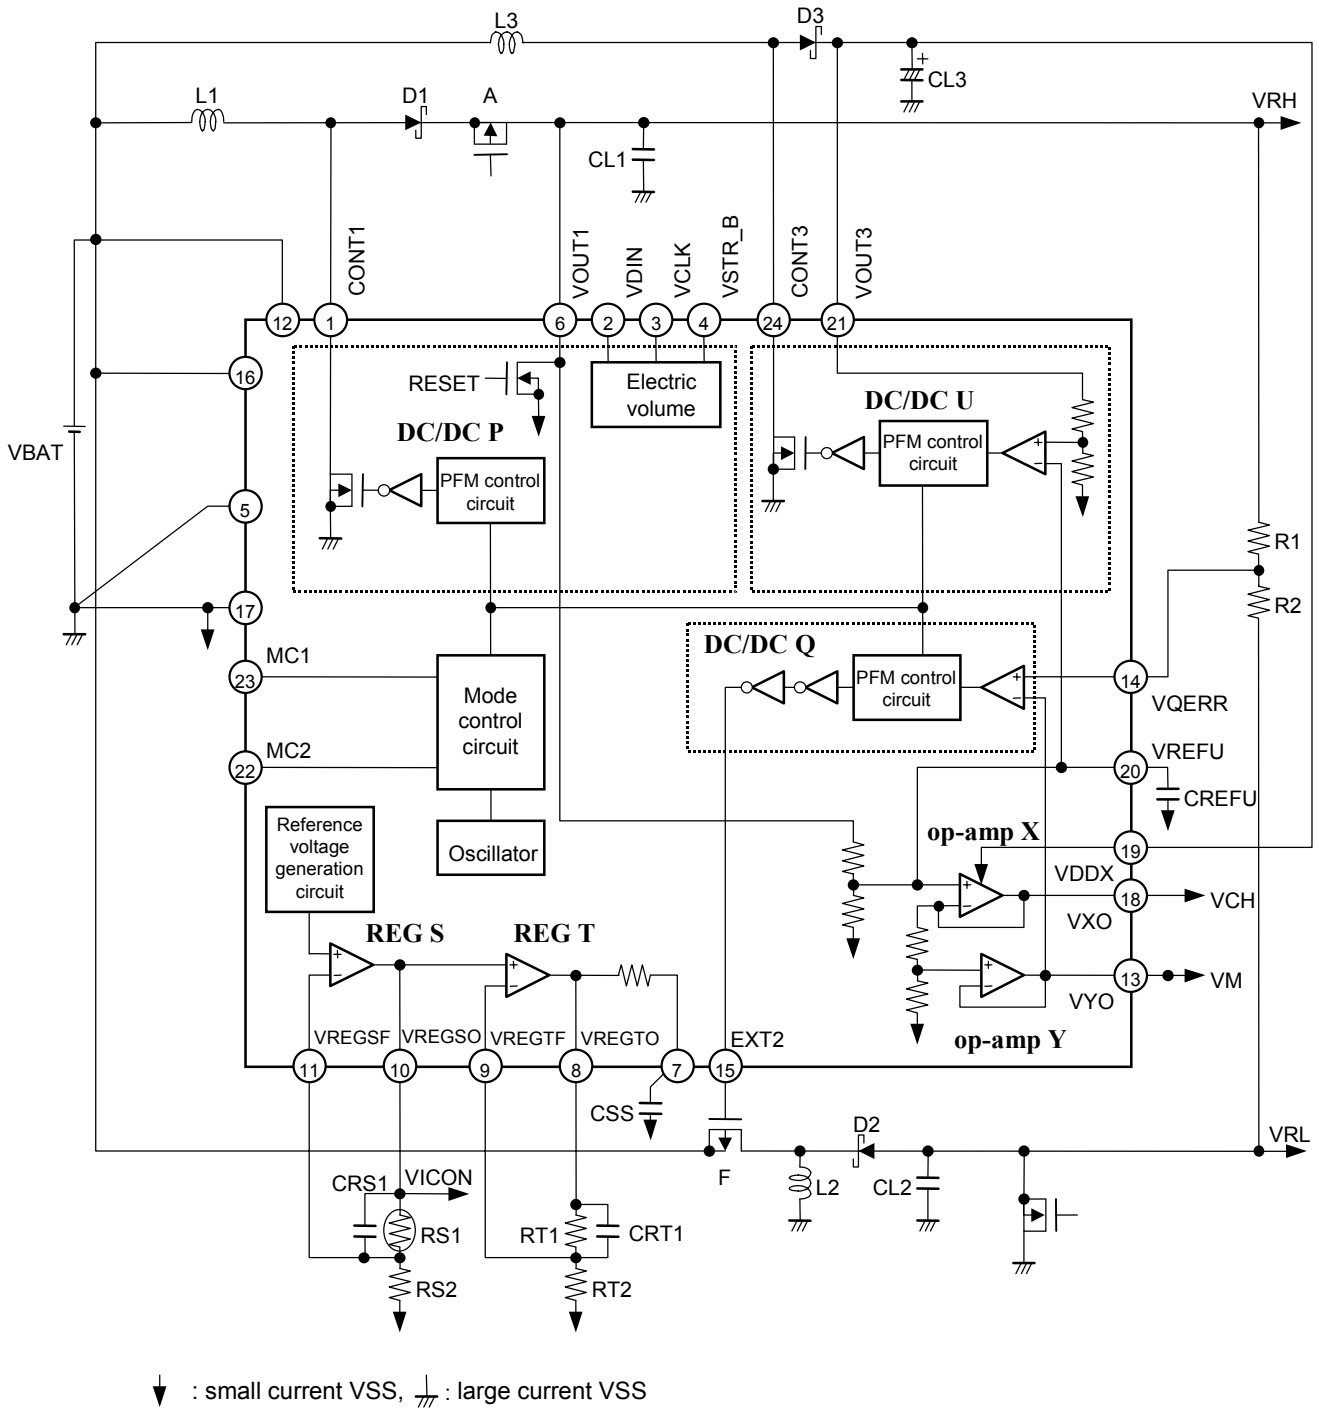 L3
D3
+
CL3
L1
D1
A
VRH
CL1
CONT1
VOUT1
VDIN
VCLK
VSTR_B
CONT3
VOUT3
12
1
6
2
3
4
24
21
16
RESET
Electric
volume
DC/DC P
DC/DC U
PFM control
circuit
PFM control
circuit
+
−
VBAT
5
R1
R2
17
MC1
23
Mode
control
circuit
DC/DC Q
PFM control
circuit
+
−
14
VQERR
MC2
22
VREFU
20
CREFU
Reference
voltage
generation
circuit
Oscillator
op-amp X
19
VDDX
+
−
18
VCH
VXO
REG S
REG T
+
−
+
−
+
−
13
VM
VYO
op-amp Y
VREGSF
VREGSO
VREGTF
VREGTO
EXT2
11
10
9
8
7
15
CSS
F
L2
D2
CL2
VRL
CRS1
VICON
RS1
RS2
RT1
CRT1
RT2
: small current VSS, : large current VSS